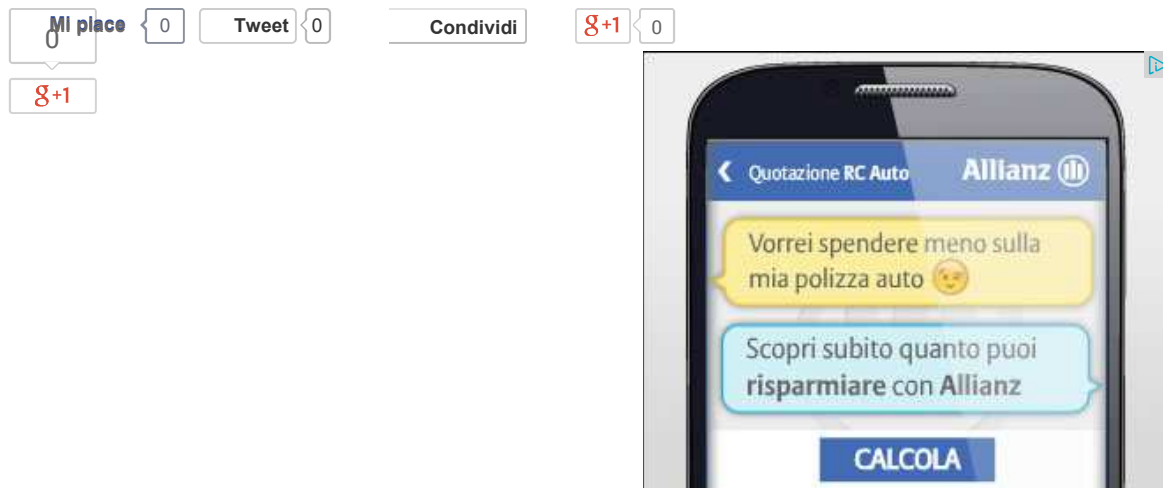 Mi piace 0 Tweet 0 Condividi g+1 0
0
g+1
Quotazione RC Auto Allianz
Vorrei spendere meno sulla
mia polizza auto
Scopri subito quanto puoi
risparmiare con Allianz
CALCOLA